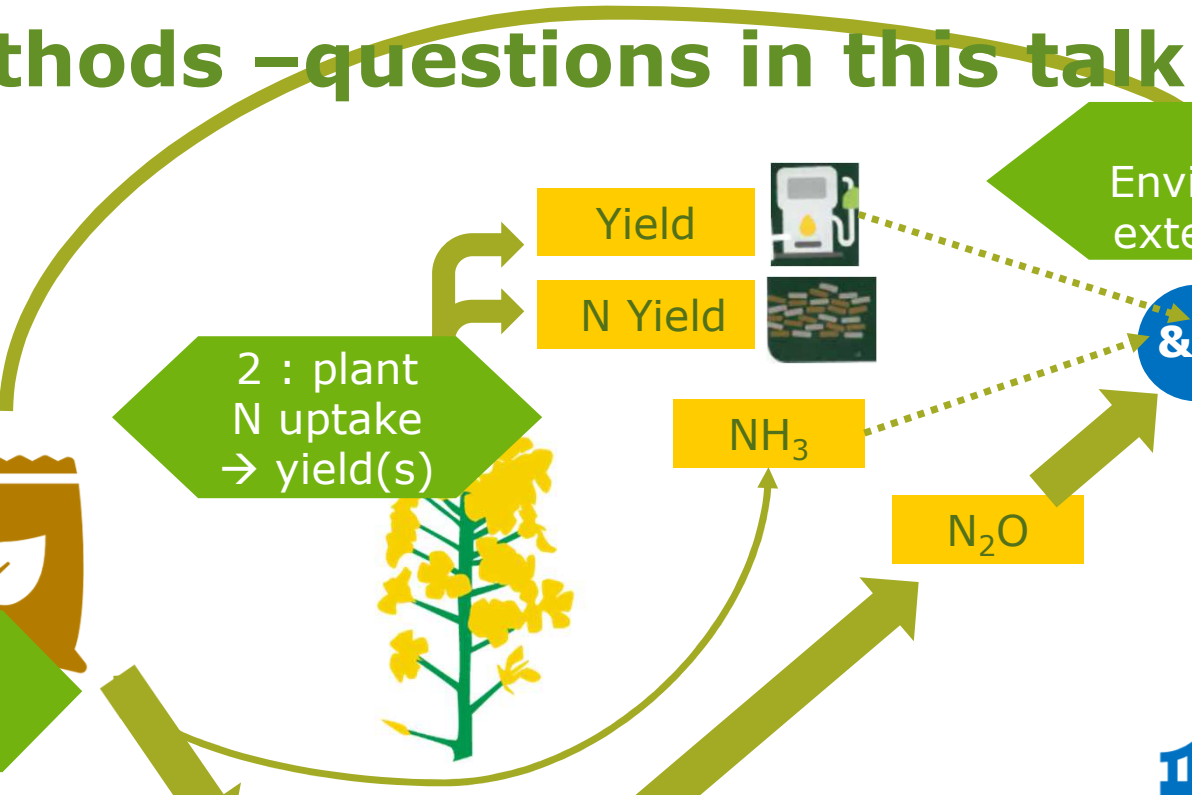 thods –questions in this talk
Envi
exte
Yield
N Yield
&
2 : plant
N uptake
→ yield(s)
NH₃
N₂O